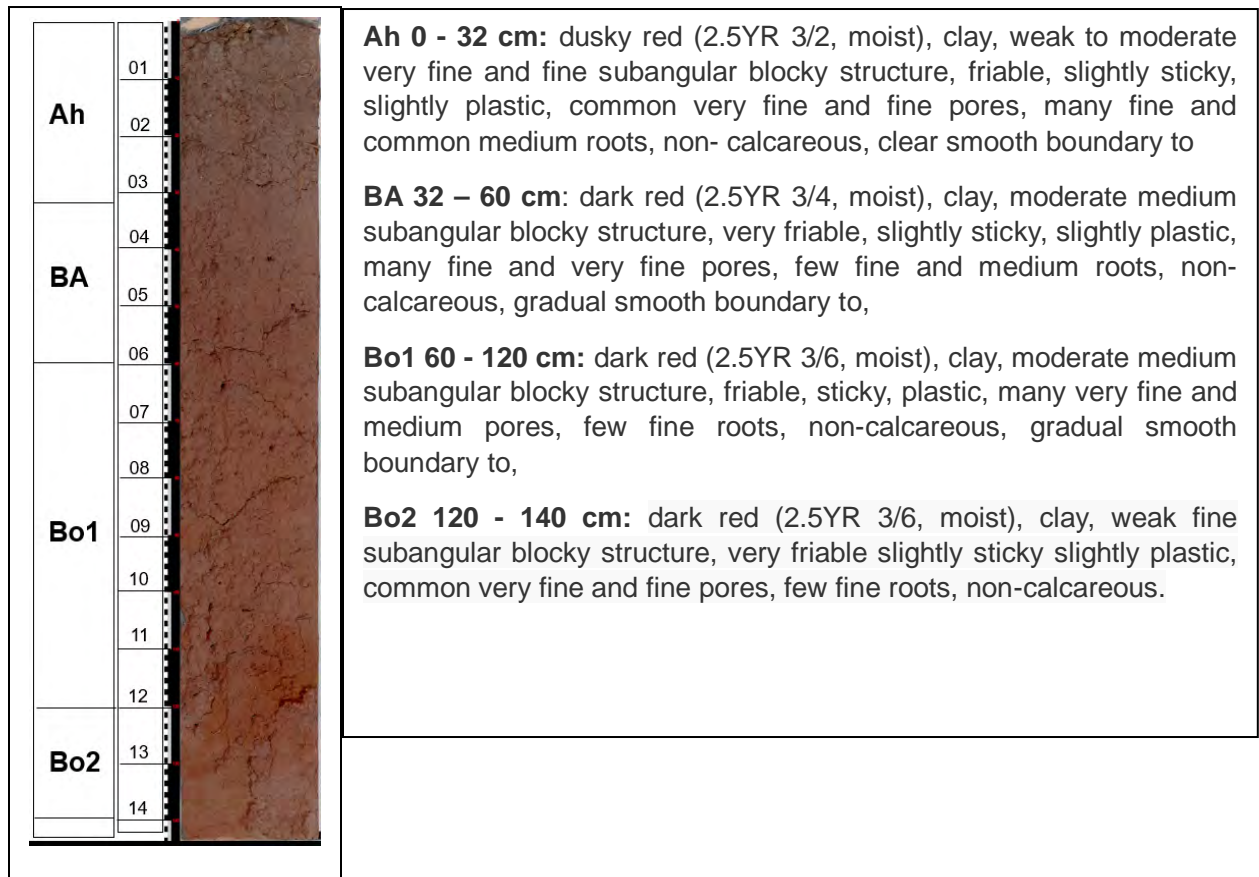 Ah
BA
Bo1
Bo2
01
02
03
04
05
06
07
08
09
10
11
12
13
14
Ah 0 - 32 cm: dusky red (2.5YR 3/2, moist), clay, weak to moderate
very fine and fine subangular blocky structure, friable, slightly sticky,
slightly plastic, common very fine and fine pores, many fine and
common medium roots, non- calcareous, clear smooth boundary to
BA 32 – 60 cm: dark red (2.5YR 3/4, moist), clay, moderate medium
subangular blocky structure, very friable, slightly sticky, slightly plastic,
many fine and very fine pores, few fine and medium roots, non-
calcareous, gradual smooth boundary to,
Bo1 60 - 120 cm: dark red (2.5YR 3/6, moist), clay, moderate medium
subangular blocky structure, friable, sticky, plastic, many very fine and
medium pores, few fine roots, non-calcareous, gradual smooth
boundary to,
Bo2 120 - 140 cm: dark red (2.5YR 3/6, moist), clay, weak fine
subangular blocky structure, very friable slightly sticky slightly plastic,
common very fine and fine pores, few fine roots, non-calcareous.